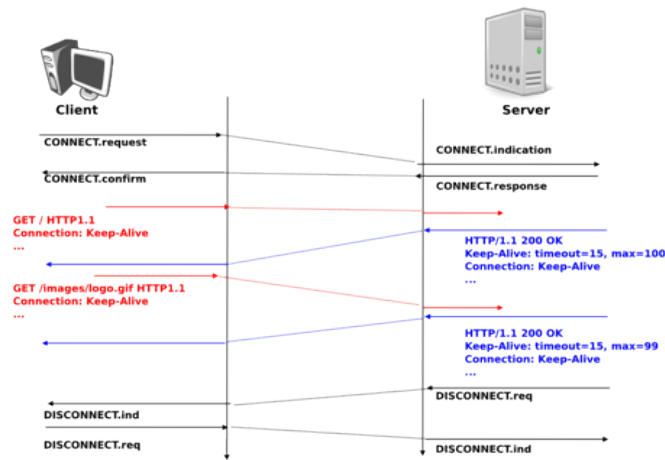 Client
Server
CONNECT.request
CONNECT.indication
CONNECT.confirm
CONNECT.response
GET / HTTP1.1
Connection: Keep-Alive
...
HTTP/1.1 200 OK
Keep-Alive: timeout=15, max=100
Connection: Keep-Alive
...
GET /images/logo.gif HTTP1.1
Connection: Keep-Alive
...
HTTP/1.1 200 OK
Keep-Alive: timeout=15, max=99
Connection: Keep-Alive
...
DISCONNECT.req
DISCONNECT.ind
DISCONNECT.req
DISCONNECT.ind